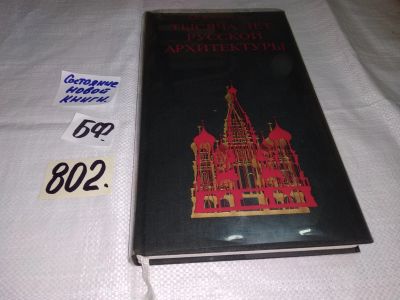 Состояние
новой
книги.
БФ
802.
ТЫСЯЧА ЛЕТ
РУССКОЙ
АРХИТЕКТУРЫ